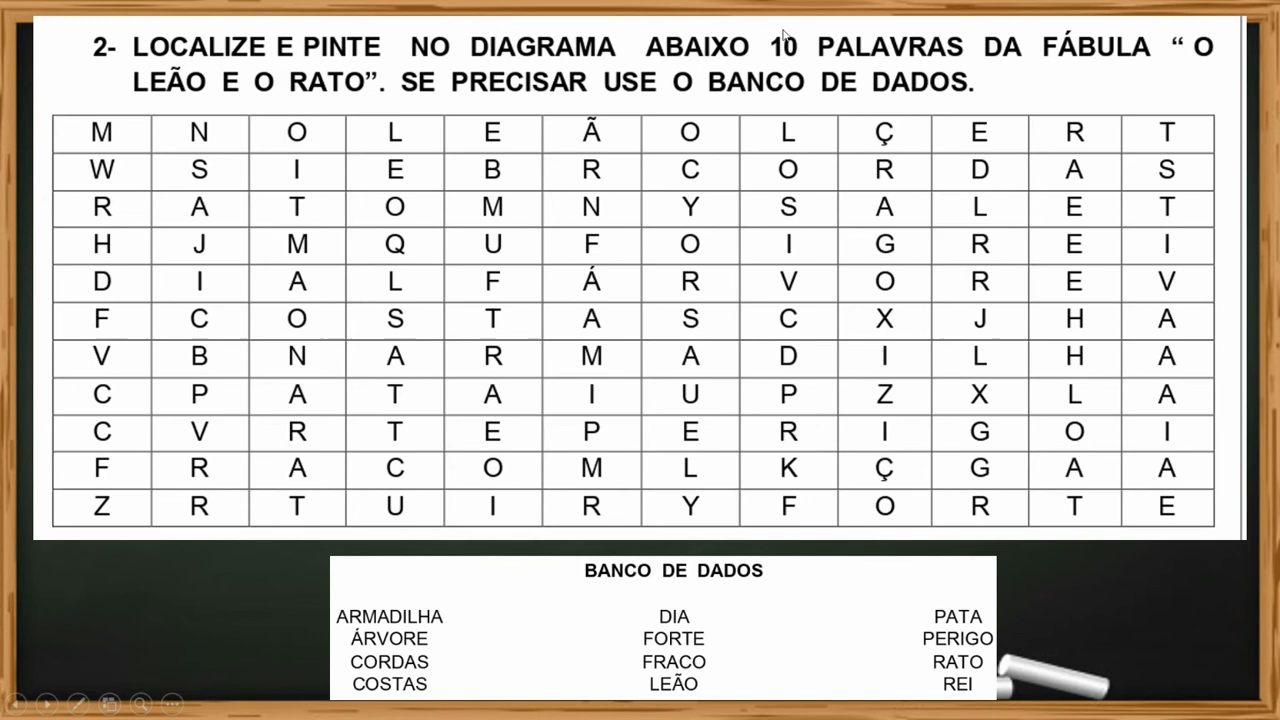 2- LOCALIZE E PINTE NO DIAGRAMA ABAIXO 10 PALAVRAS DA FÁBULA “ O
LEÃO E O RATO”. SE PRECISAR USE O BANCO DE DADOS.
M N O L E Ã O L Ç E R T
W S I E B R C O R D A S
R A T O M N Y S A L E T
H J M Q U F O I G R E I
D I A L F Á R V O R E V
F C O S T A S C X J H A
V B N A R M A D I L H A
C P A T A I U P Z X L A
C V R T E P E R I G O I
F R A C O M L K Ç G A A
Z R T U I R Y F O R T E
BANCO DE DADOS
ARMADILHA DIA PATA
ÁRVORE FORTE PERIGO
CORDAS FRACO RATO
COSTAS LEÃO REI